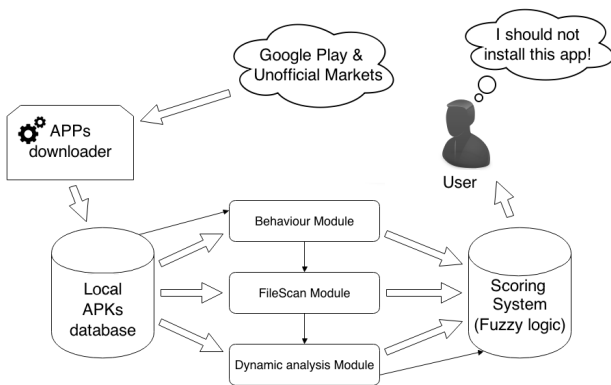 Google Play &
Unofficial Markets
I should not
install this app!
APPs
downloader
User
Behaviour Module
Local
APKs
database
FileScan Module
Scoring
System
(Fuzzy logic)
Dynamic analysis Module